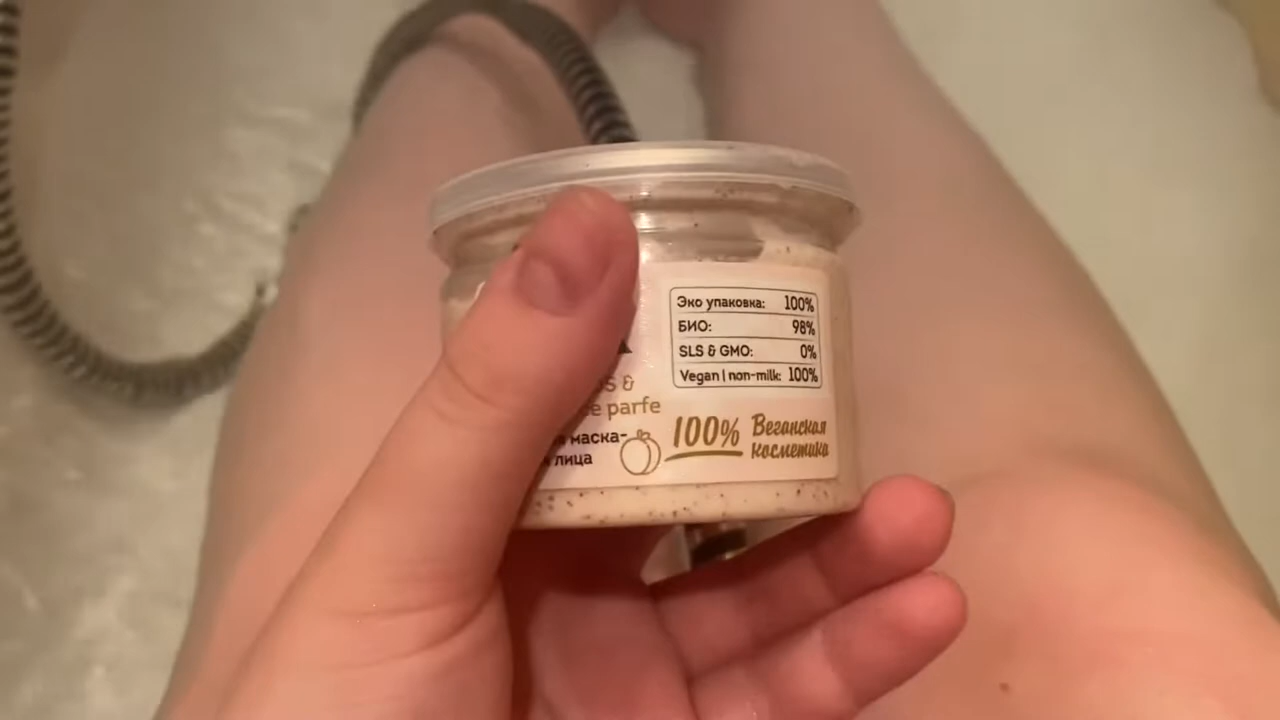 Эко упаковка: 100%
БИО: 98%
SLS & GMO: 0%
Vegan | non-milk: 100%
&
parfe
маска-
лица
100% Веганская
косметика